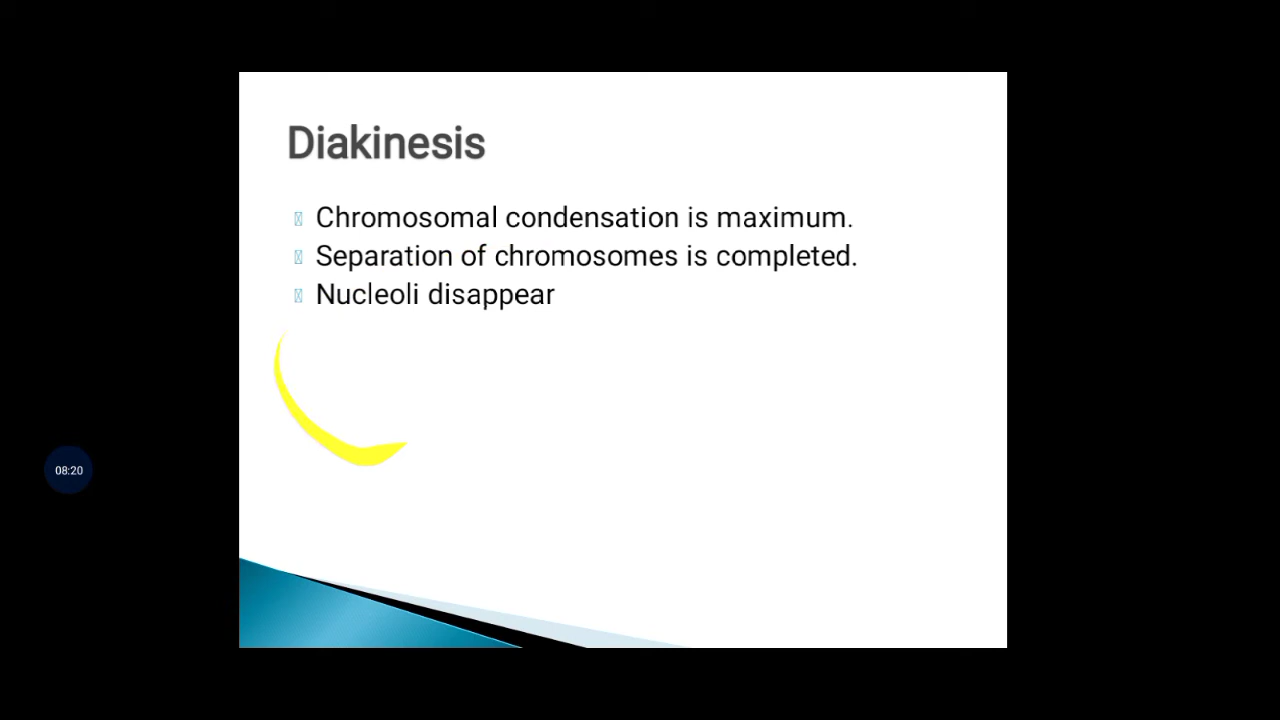 Diakinesis
Chromosomal condensation is maximum.
Separation of chromosomes is completed.
Nucleoli disappear
08:20